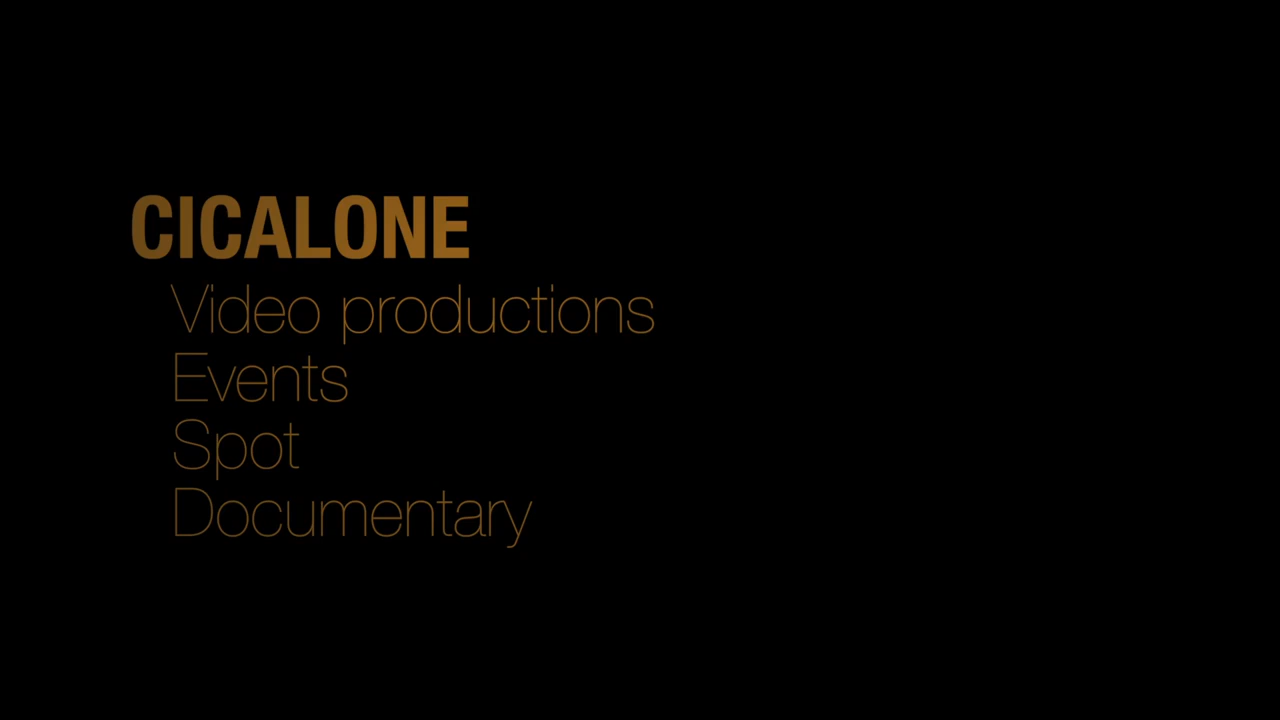 CICALONE
Video productions
Events
Spot
Documentary